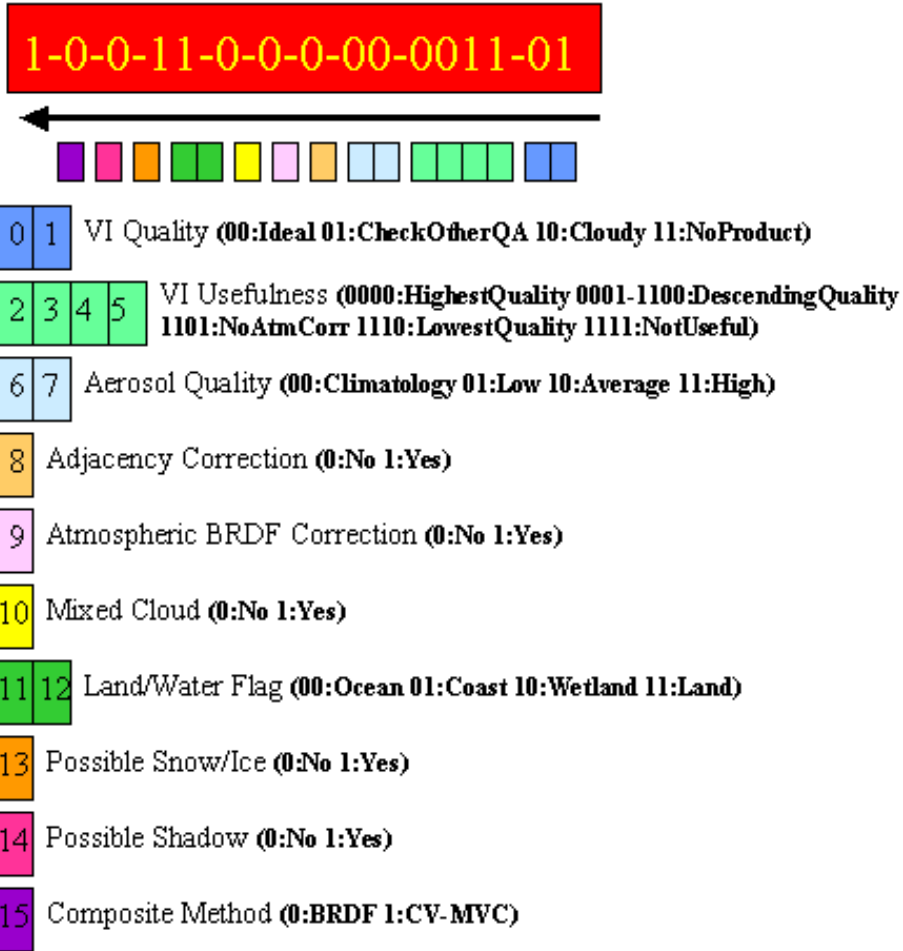 1-0-0-11-0-0-0-00-0011-01
0 1 VI Quality (00:Ideal 01:CheckOtherQA 10:Cloudy 11:NoProduct)
2 3 4 5 VI Usefulness (0000:HighestQuality 0001-1100:DescendingQuality
1101:NoAtmCorr 1110:LowestQuality 1111:NotUseful)
6 7 Aerosol Quality (00:Climatology 01:Low 10:Average 11:High)
8 Adjacency Correction (0:No 1:Yes)
9 Atmospheric BRDF Correction (0:No 1:Yes)
10 Mixed Cloud (0:No 1:Yes)
11 12 Land/Water Flag (00:Ocean 01:Coast 10:Wetland 11:Land)
13 Possible Snow/Ice (0:No 1:Yes)
14 Possible Shadow (0:No 1:Yes)
15 Composite Method (0:BRDF 1:CV-MVC)